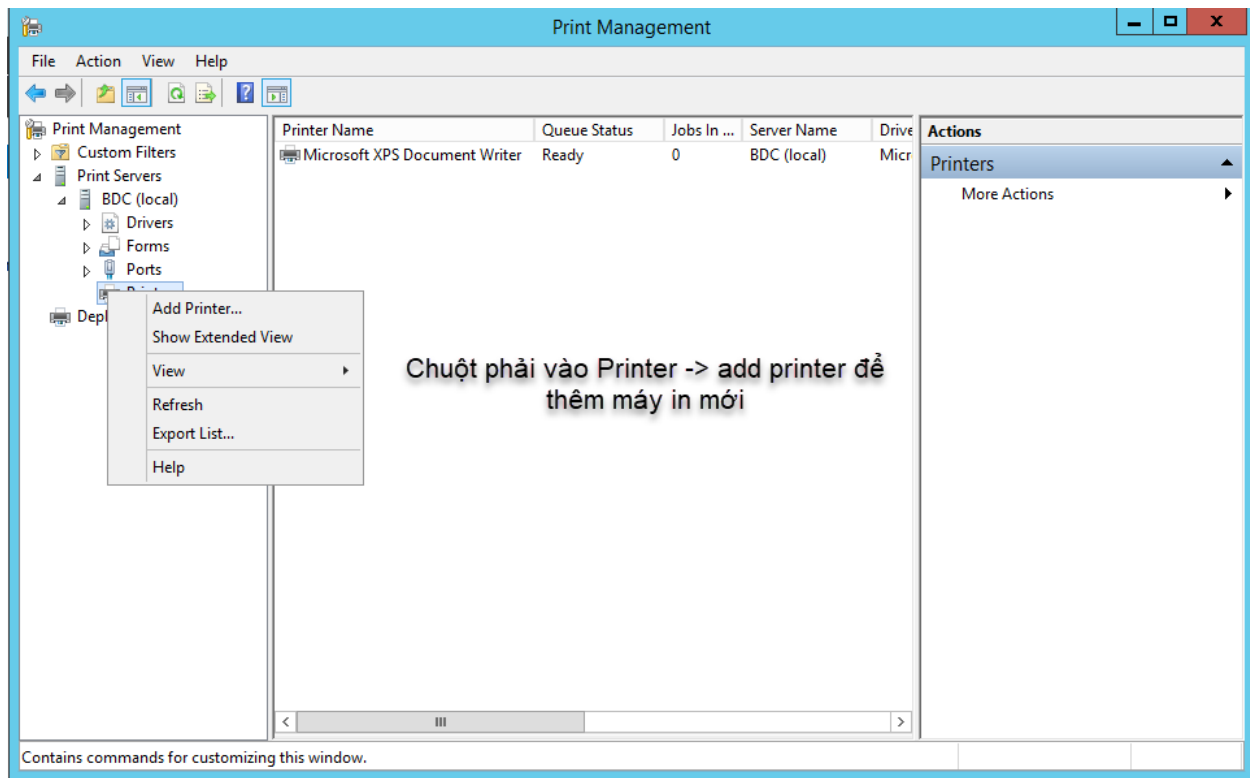 Print Management
File Action View Help
Print Management
Custom Filters
Print Servers
BDC (local)
Drivers
Forms
Ports
Printer Name Queue Status Jobs In ... Server Name Drive
Microsoft XPS Document Writer Ready 0 BDC (local) Micr
Actions
Printers
More Actions
Add Printer...
Show Extended View
View
Refresh
Export List...
Help
Chuột phải vào Printer -> add printer để
thêm máy in mới
Contains commands for customizing this window.